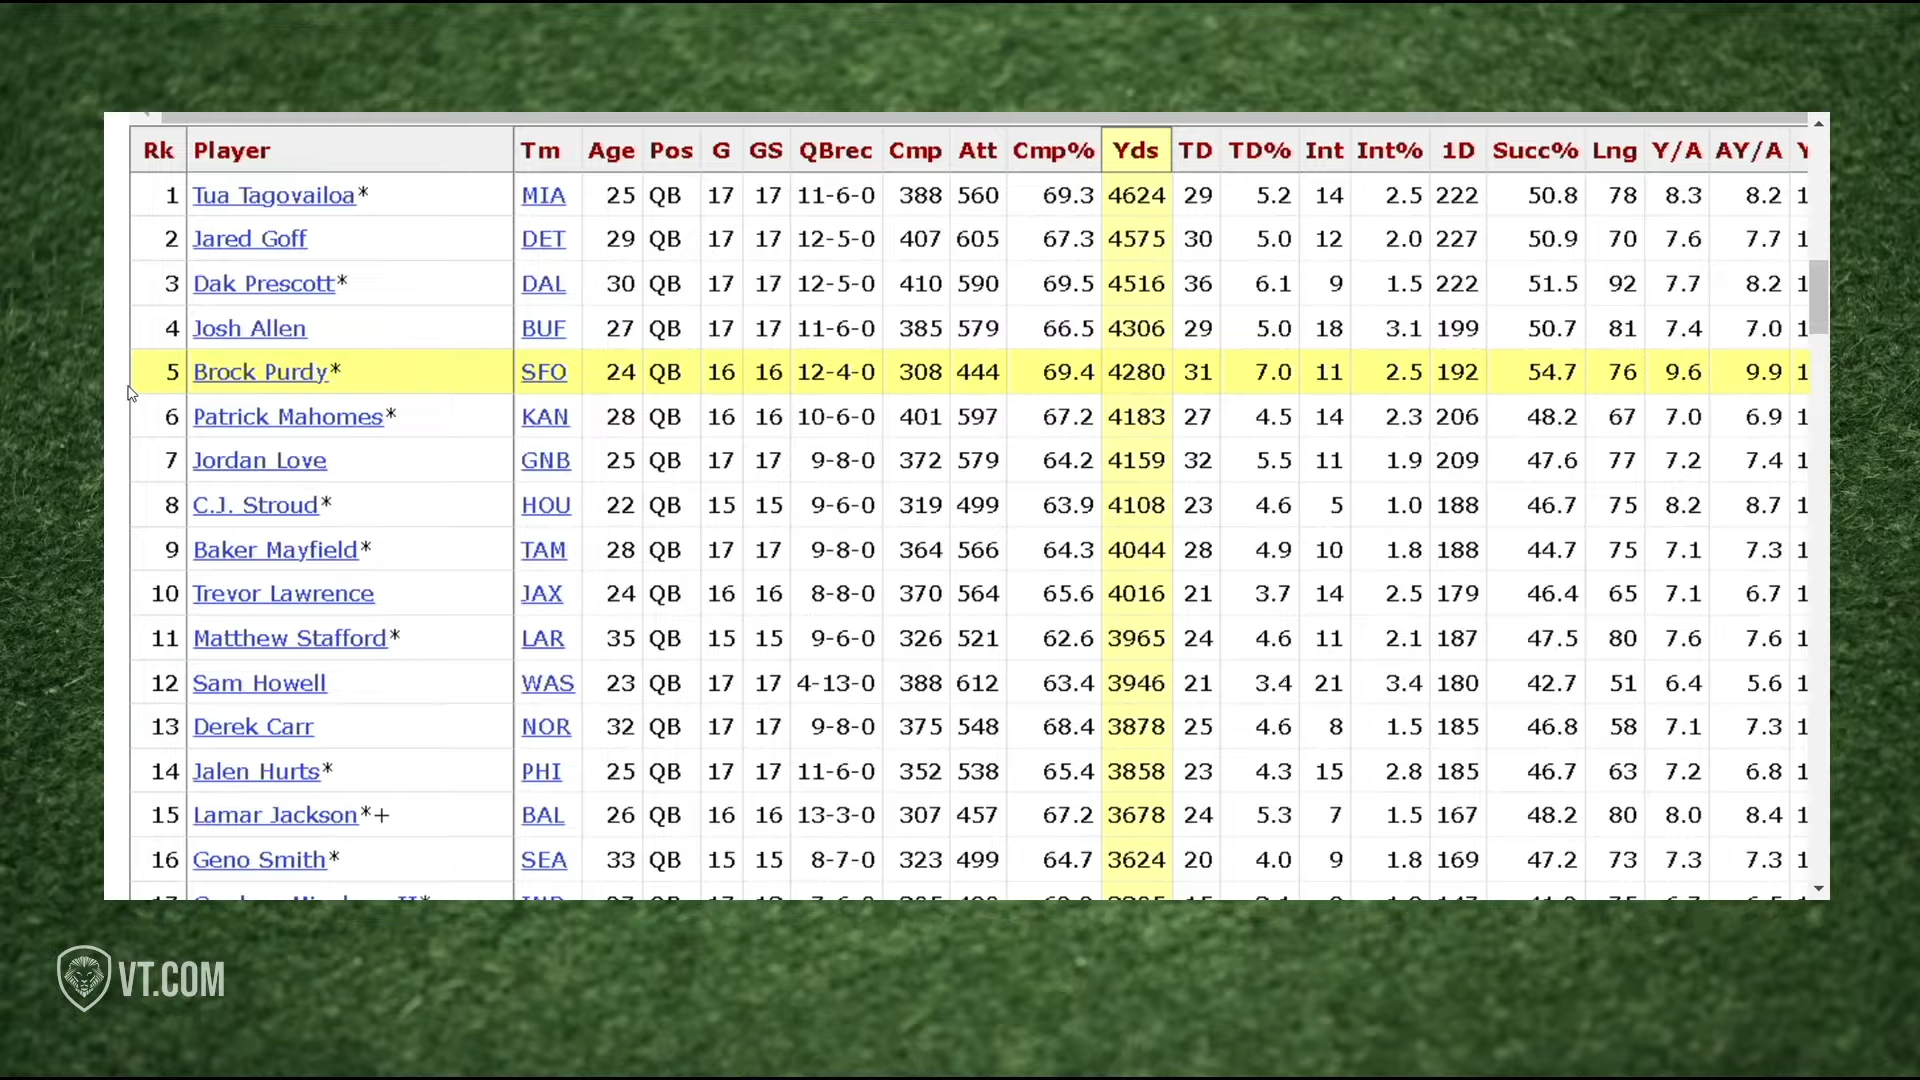 Rk Player Tm Age Pos G GS QBrec Cmp Att Cmp% Yds TD TD% Int Int% 1D Succ% Lng Y/A AY/A Y
1 Tua Tagovailoa* MIA 25 QB 17 17 11-6-0 388 560 69.3 4624 29 5.2 14 2.5 222 50.8 78 8.3 8.2 1
2 Jared Goff DET 29 QB 17 17 12-5-0 407 605 67.3 4575 30 5.0 12 2.0 227 50.9 70 7.6 7.7 1
3 Dak Prescott* DAL 30 QB 17 17 12-5-0 410 590 69.5 4516 36 6.1 9 1.5 222 51.5 92 7.7 8.2 1
4 Josh Allen BUF 27 QB 17 17 11-6-0 385 579 66.5 4306 29 5.0 18 3.1 199 50.7 81 7.4 7.0 1
5 Brock Purdy* SFO 24 QB 16 16 12-4-0 308 444 69.4 4280 31 7.0 11 2.5 192 54.7 76 9.6 9.9 1
6 Patrick Mahomes* KAN 28 QB 16 16 10-6-0 401 597 67.2 4183 27 4.5 14 2.3 206 48.2 67 7.0 6.9 1
7 Jordan Love GNB 25 QB 17 17 9-8-0 372 579 64.2 4159 32 5.5 11 1.9 209 47.6 77 7.2 7.4 1
8 C.J. Stroud* HOU 22 QB 15 15 9-6-0 319 499 63.9 4108 23 4.6 5 1.0 188 46.7 75 8.2 8.7 1
9 Baker Mayfield* TAM 28 QB 17 17 9-8-0 364 566 64.3 4044 28 4.9 10 1.8 188 44.7 75 7.1 7.3 1
10 Trevor Lawrence JAX 24 QB 16 16 8-8-0 370 564 65.6 4016 21 3.7 14 2.5 179 46.4 65 7.1 6.7 1
11 Matthew Stafford* LAR 35 QB 15 15 9-6-0 326 521 62.6 3965 24 4.6 11 2.1 187 47.5 80 7.6 7.6 1
12 Sam Howell WAS 23 QB 17 17 4-13-0 388 612 63.4 3946 21 3.4 21 3.4 180 42.7 51 6.4 5.6 1
13 Derek Carr NOR 32 QB 17 17 9-8-0 375 548 68.4 3878 25 4.6 8 1.5 185 46.8 58 7.1 7.3 1
14 Jalen Hurts* PHI 25 QB 17 17 11-6-0 352 538 65.4 3858 23 4.3 15 2.8 185 46.7 63 7.2 6.8 1
15 Lamar Jackson*+ BAL 26 QB 16 16 13-3-0 307 457 67.2 3678 24 5.3 7 1.5 167 48.2 80 8.0 8.4 1
16 Geno Smith* SEA 33 QB 15 15 8-7-0 323 499 64.7 3624 20 4.0 9 1.8 169 47.2 73 7.3 7.3 1
VT.COM